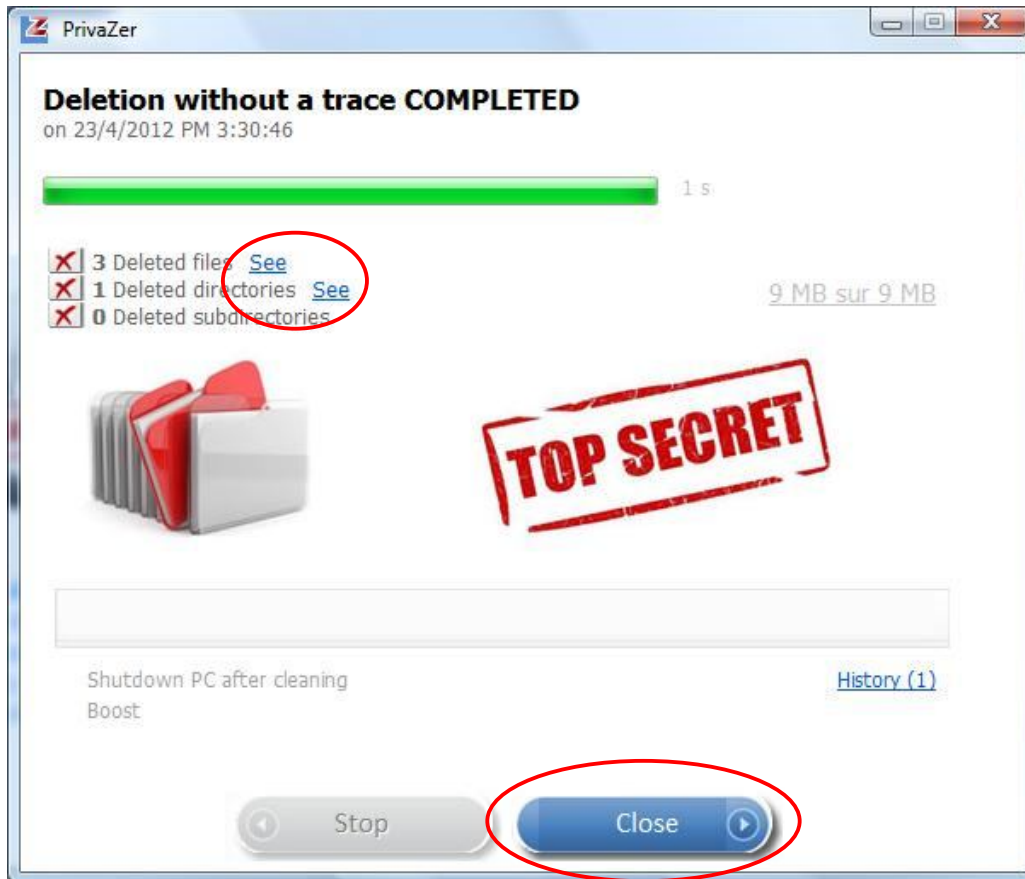 PrivaZer
Deletion without a trace COMPLETED
on 23/4/2012 PM 3:30:46
1 s
3 Deleted files See
1 Deleted directories See
9 MB sur 9 MB
0 Deleted subdirectories
TOP SECRET
Shutdown PC after cleaning
History (1)
Boost
Stop
Close